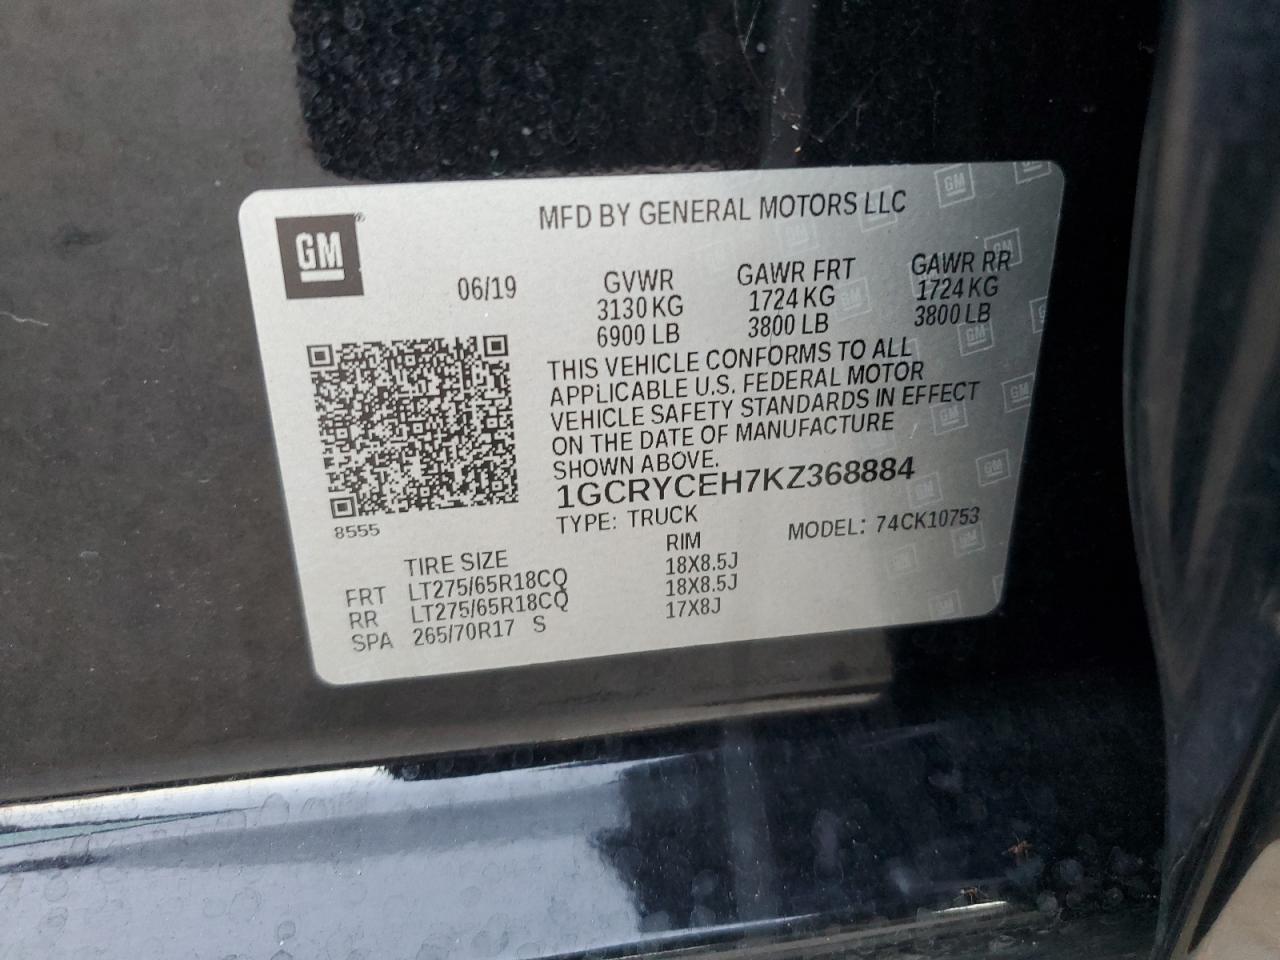 GM
MFD BY GENERAL MOTORS LLC
06/19
GVWR
3130 KG
6900 LB
GAWR FRT
1724 KG
3800 LB
GAWR RR
1724 KG
3800 LB
THIS VEHICLE CONFORMS TO ALL
APPLICABLE U.S. FEDERAL MOTOR
VEHICLE SAFETY STANDARDS IN EFFECT
ON THE DATE OF MANUFACTURE
SHOWN ABOVE.
1GCRYCEH7KZ368884
8555
TYPE: TRUCK MODEL: 74CK10753
TIRE SIZE RIM
FRT LT275/65R18CQ 18X8.5J
RR LT275/65R18CQ 18X8.5J
SPA 265/70R17 S 17X8J